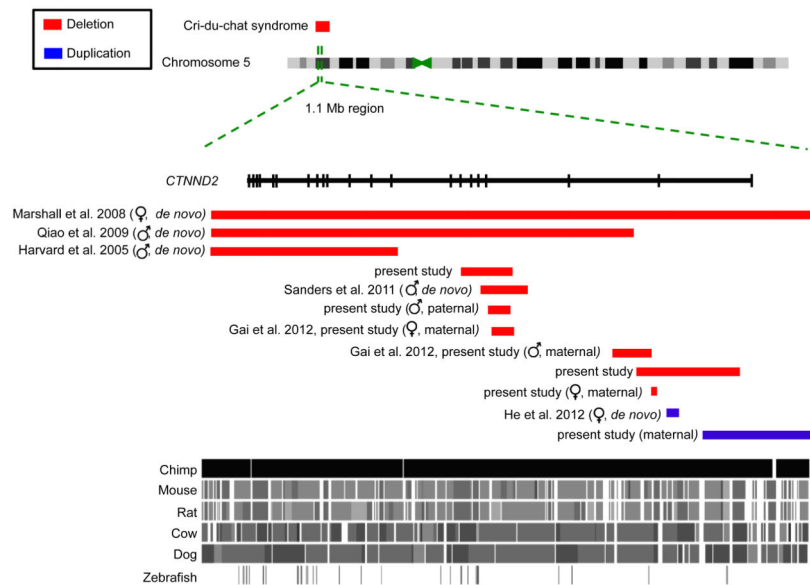 Deletion
Duplication
Cri-du-chat syndrome
Chromosome 5
1.1 Mb region
CTNND2
Marshall et al. 2008 (♀, de novo)
Qiao et al. 2009 (♂, de novo)
Harvard et al. 2005 (♂, de novo)
present study
Sanders et al. 2011 (♂, de novo)
present study (♂, paternal)
Gai et al. 2012, present study (♀, maternal)
Gai et al. 2012, present study (♂, maternal)
present study
present study (♀, maternal)
He et al. 2012 (♀, de novo)
present study (maternal)
Chimp
Mouse
Rat
Cow
Dog
Zebrafish